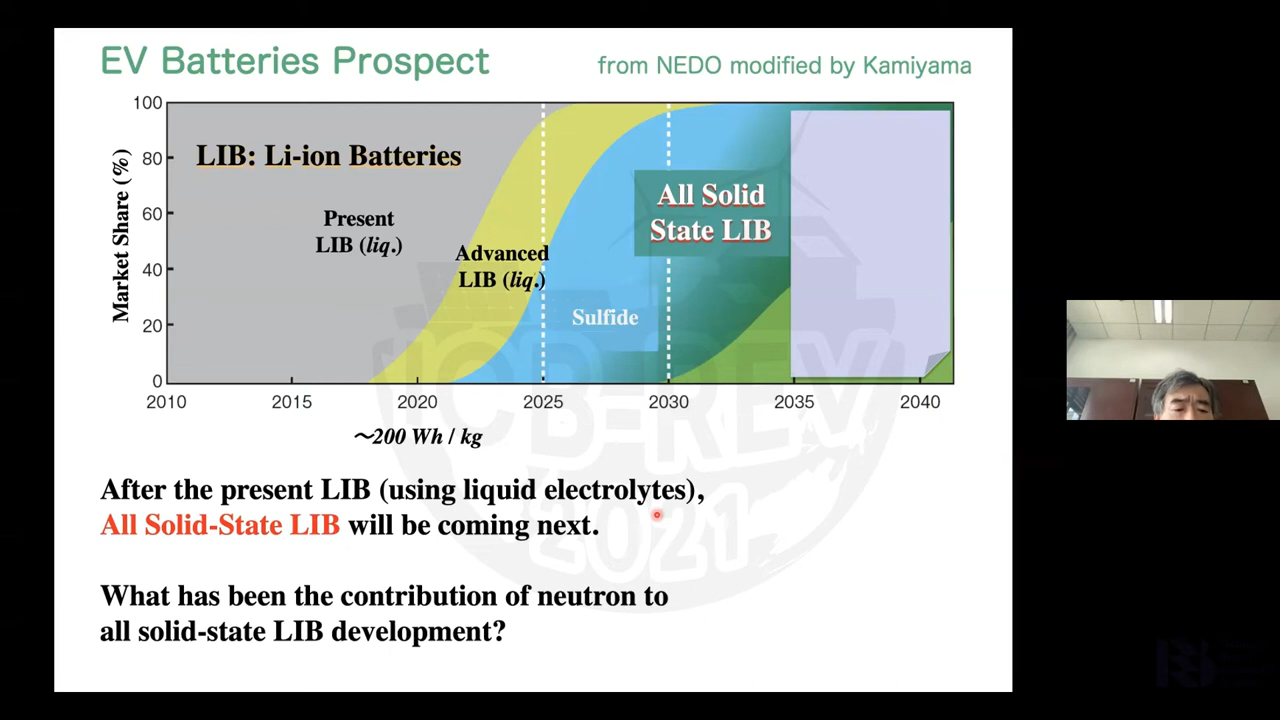 EV Batteries Prospect
from NEDO modified by Kamiyama
Market Share (%)
100
80
60
40
20
0
LIB: Li-ion Batteries
Present
LIB (liq.)
Advanced
LIB (liq.)
Sulfide
All Solid
State LIB
2010 2015 2020 2025 2030 2035 2040
〜200 Wh / kg
After the present LIB (using liquid electrolytes),
All Solid-State LIB will be coming next.
What has been the contribution of neutron to
all solid-state LIB development?
2021